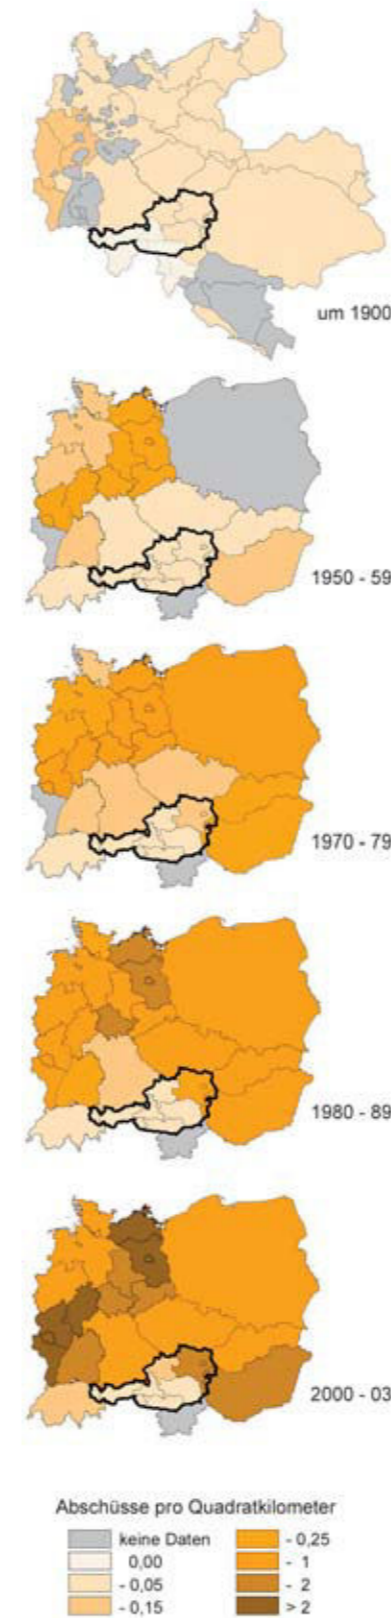 um 1900
1950 - 59
1970 - 79
1980 - 89
2000 - 03
Abschüsse pro Quadratkilometer
keine Daten
0,00
- 0,05
- 0,15
- 0,25
- 1
- 2
> 2